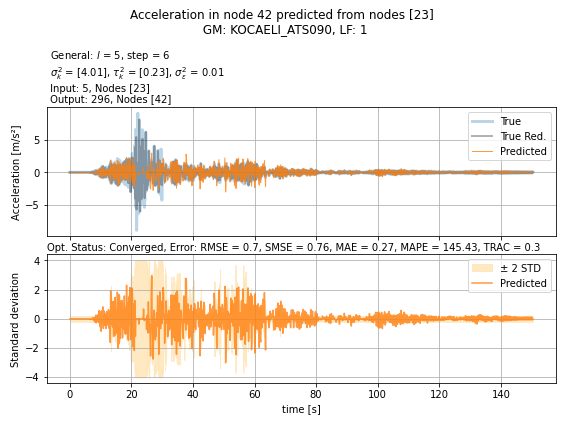 Acceleration in node 42 predicted from nodes [23]
GM: KOCAELI_ATS090, LF: 1
General: l = 5, step = 6
σ²ₖ = [4.01], τ²ₖ = [0.23], σ²ε = 0.01
Input: 5, Nodes [23]
Output: 296, Nodes [42]
Acceleration [m/s²]
5
0
−5
True
True Red.
Predicted
Opt. Status: Converged, Error: RMSE = 0.7, SMSE = 0.76, MAE = 0.27, MAPE = 145.43, TRAC = 0.3
Standard deviation
4
2
0
−2
−4
± 2 STD
Predicted
0 20 40 60 80 100 120 140
time [s]